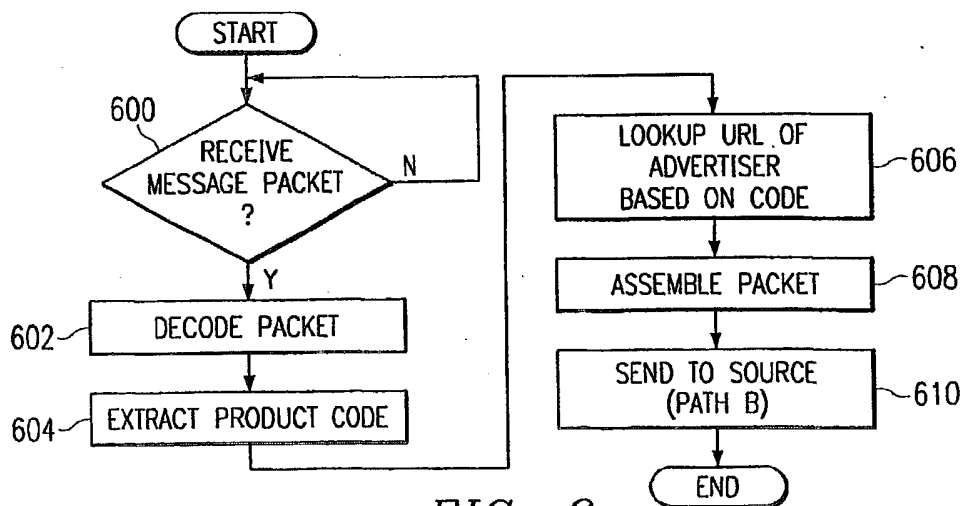 START
600
RECEIVE
MESSAGE PACKET
?
N
Y
602
DECODE PACKET
604
EXTRACT PRODUCT CODE
LOOKUP URL OF
ADVERTISER
BASED ON CODE
606
ASSEMBLE PACKET
608
SEND TO SOURCE
(PATH B)
610
END